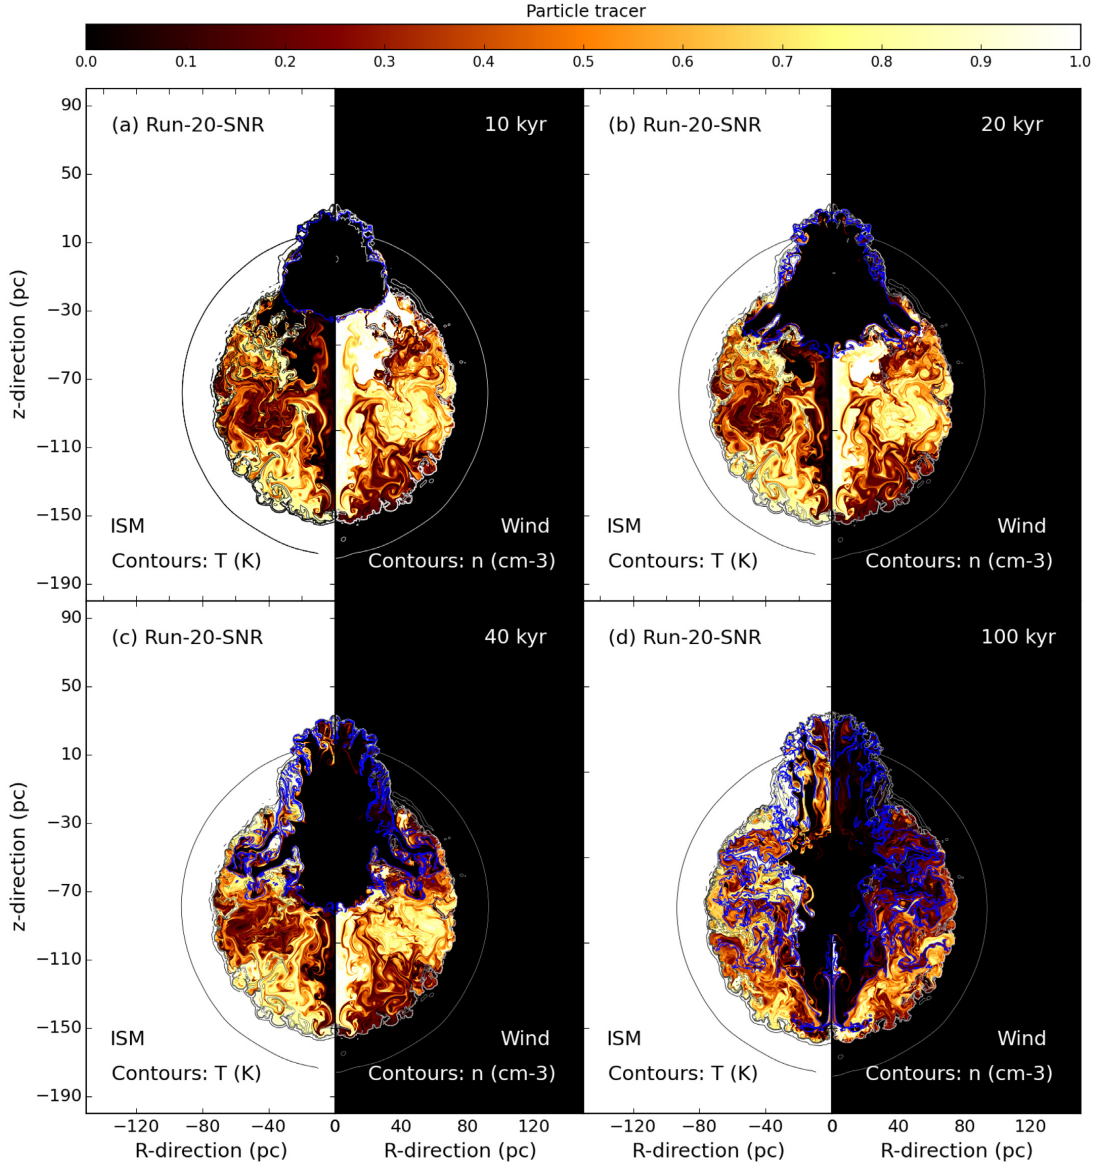 Particle tracer
0.0 0.1 0.2 0.3 0.4 0.5 0.6 0.7 0.8 0.9 1.0
(a) Run-20-SNR 10 kyr
(b) Run-20-SNR 20 kyr
90
50
10
−30
−70
−110
−150
−190
z-direction (pc)
ISM Wind
Contours: T (K) Contours: n (cm-3)
ISM Wind
Contours: T (K) Contours: n (cm-3)
(c) Run-20-SNR 40 kyr
(d) Run-20-SNR 100 kyr
90
50
10
−30
−70
−110
−150
−190
z-direction (pc)
ISM Wind
Contours: T (K) Contours: n (cm-3)
ISM Wind
Contours: T (K) Contours: n (cm-3)
−120 −80 −40 0 40 80 120 −120 −80 −40 0 40 80 120
R-direction (pc) R-direction (pc) R-direction (pc) R-direction (pc)